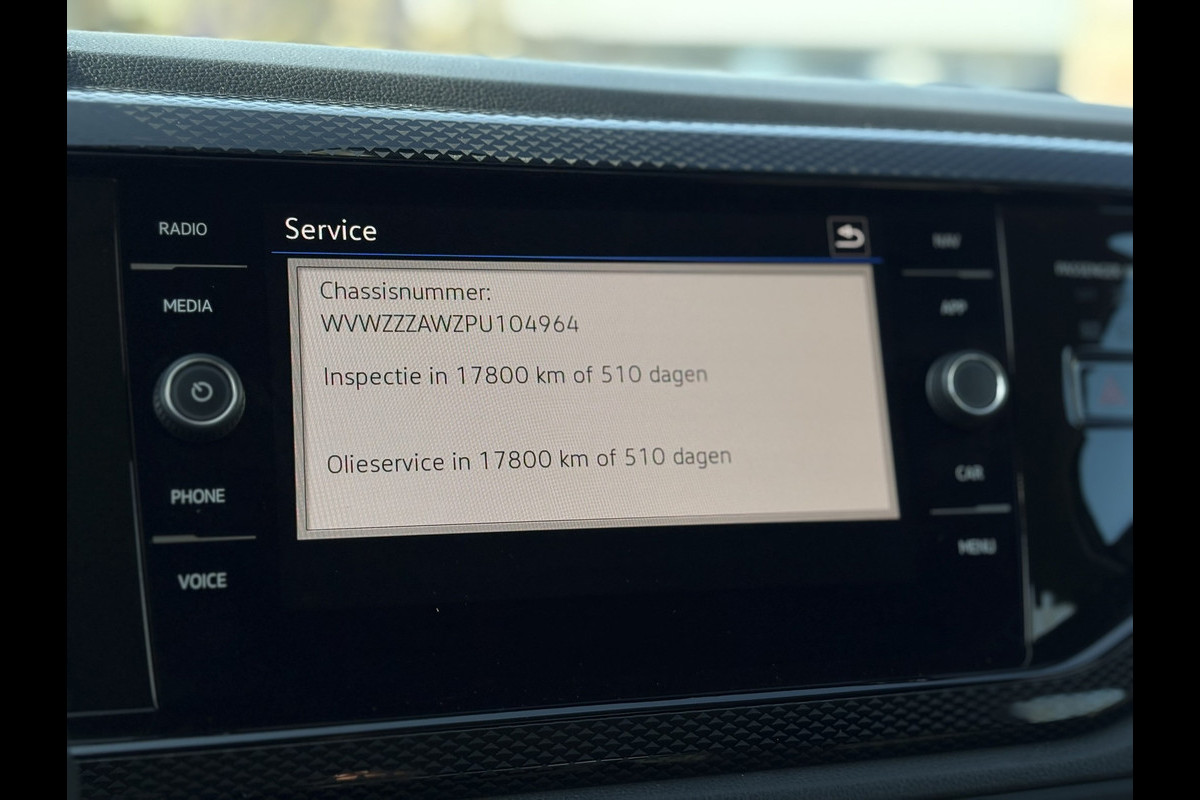 Service
RADIO
MEDIA
PHONE
VOICE
Chassisnummer:
WVWZZZAWZPU104964
Inspectie in 17800 km of 510 dagen
Olieservice in 17800 km of 510 dagen
NAV
APP
CAR
MENU
PASSENGER